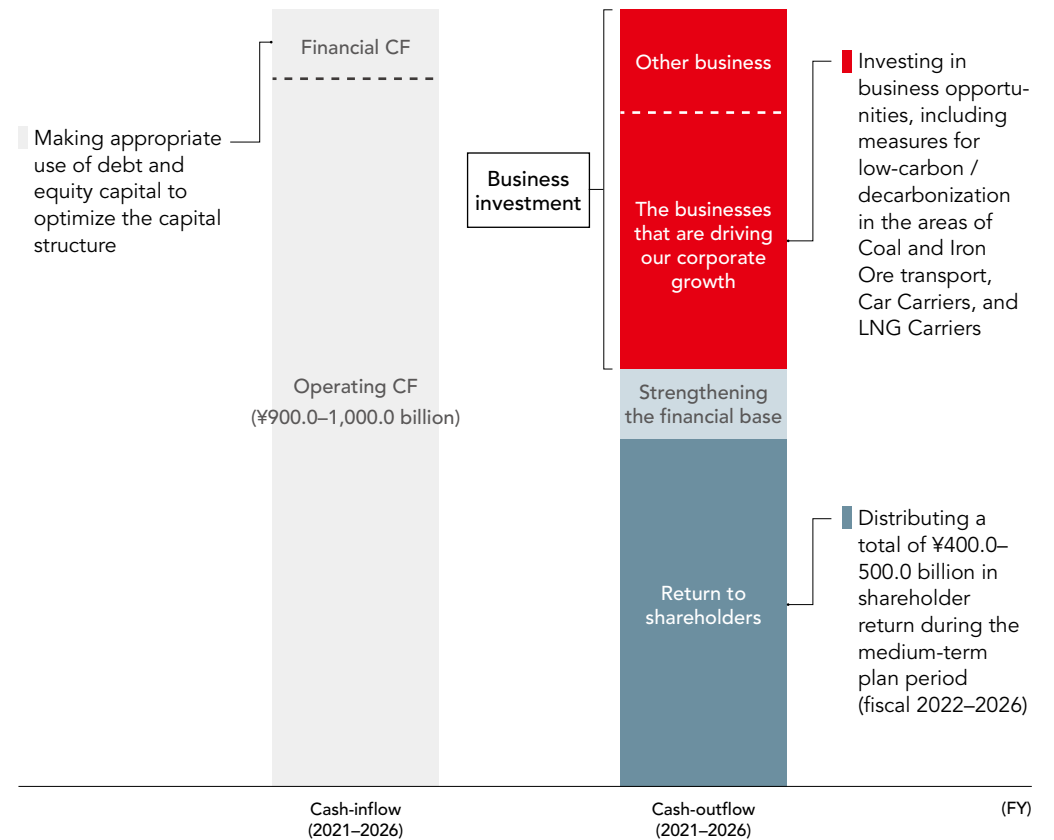 Financial CF
Making appropriate
use of debt and
equity capital to
optimize the capital
structure
Operating CF
(¥900.0–1,000.0 billion)
Business
investment
Other business
The businesses
that are driving
our corporate
growth
Strengthening
the financial base
Return to
shareholders
Investing in
business opportu-
nities, including
measures for
low-carbon /
decarbonization
in the areas of
Coal and Iron
Ore transport,
Car Carriers, and
LNG Carriers
Distributing a
total of ¥400.0–
500.0 billion in
shareholder
return during the
medium-term
plan period
(fiscal 2022–2026)
Cash-inflow
(2021–2026)
Cash-outflow
(2021–2026)
(FY)